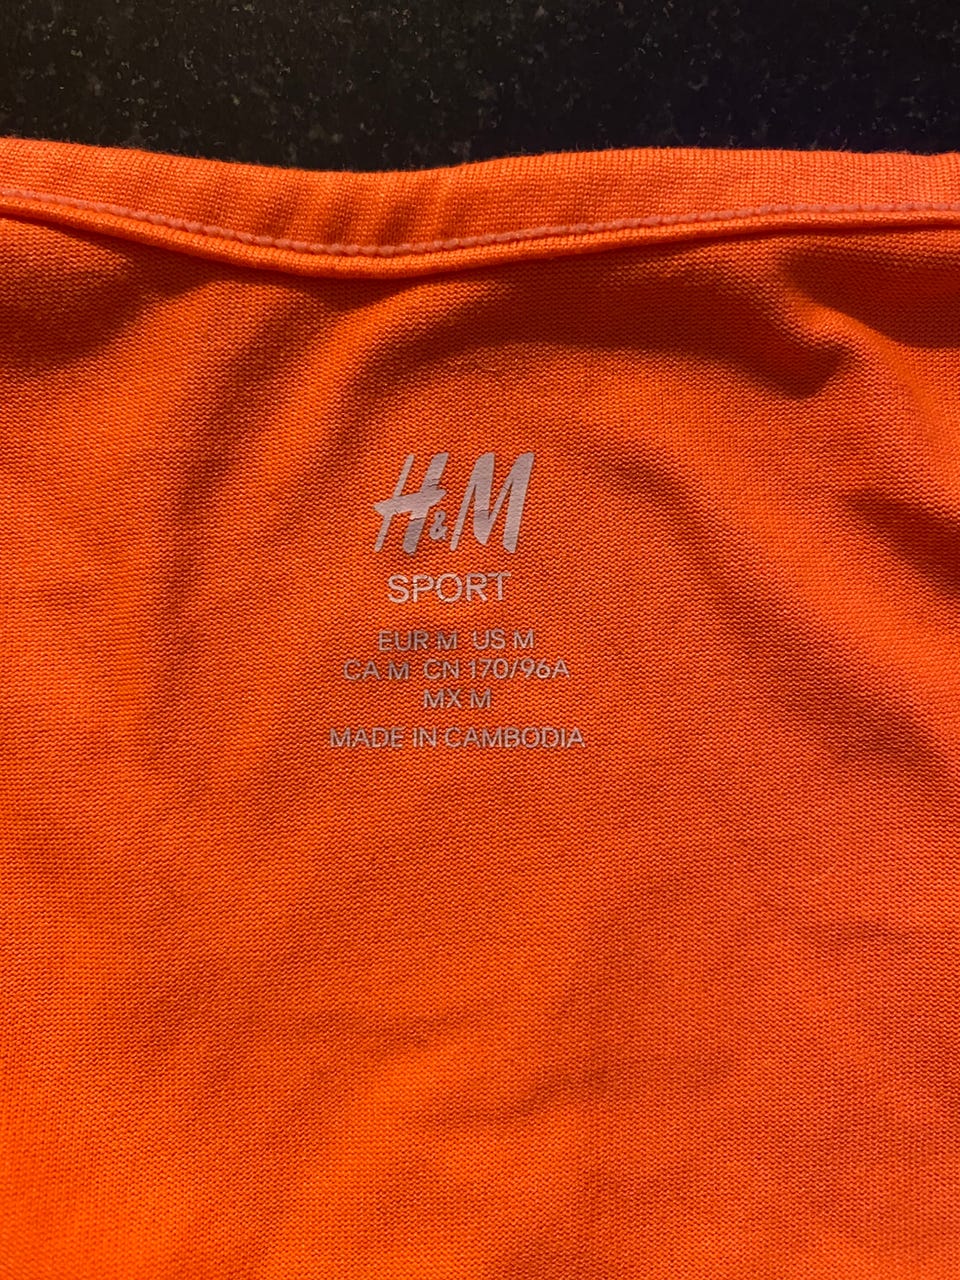 H&M
SPORT
EUR M US M
CA M CN 170/96A
MX M
MADE IN CAMBODIA